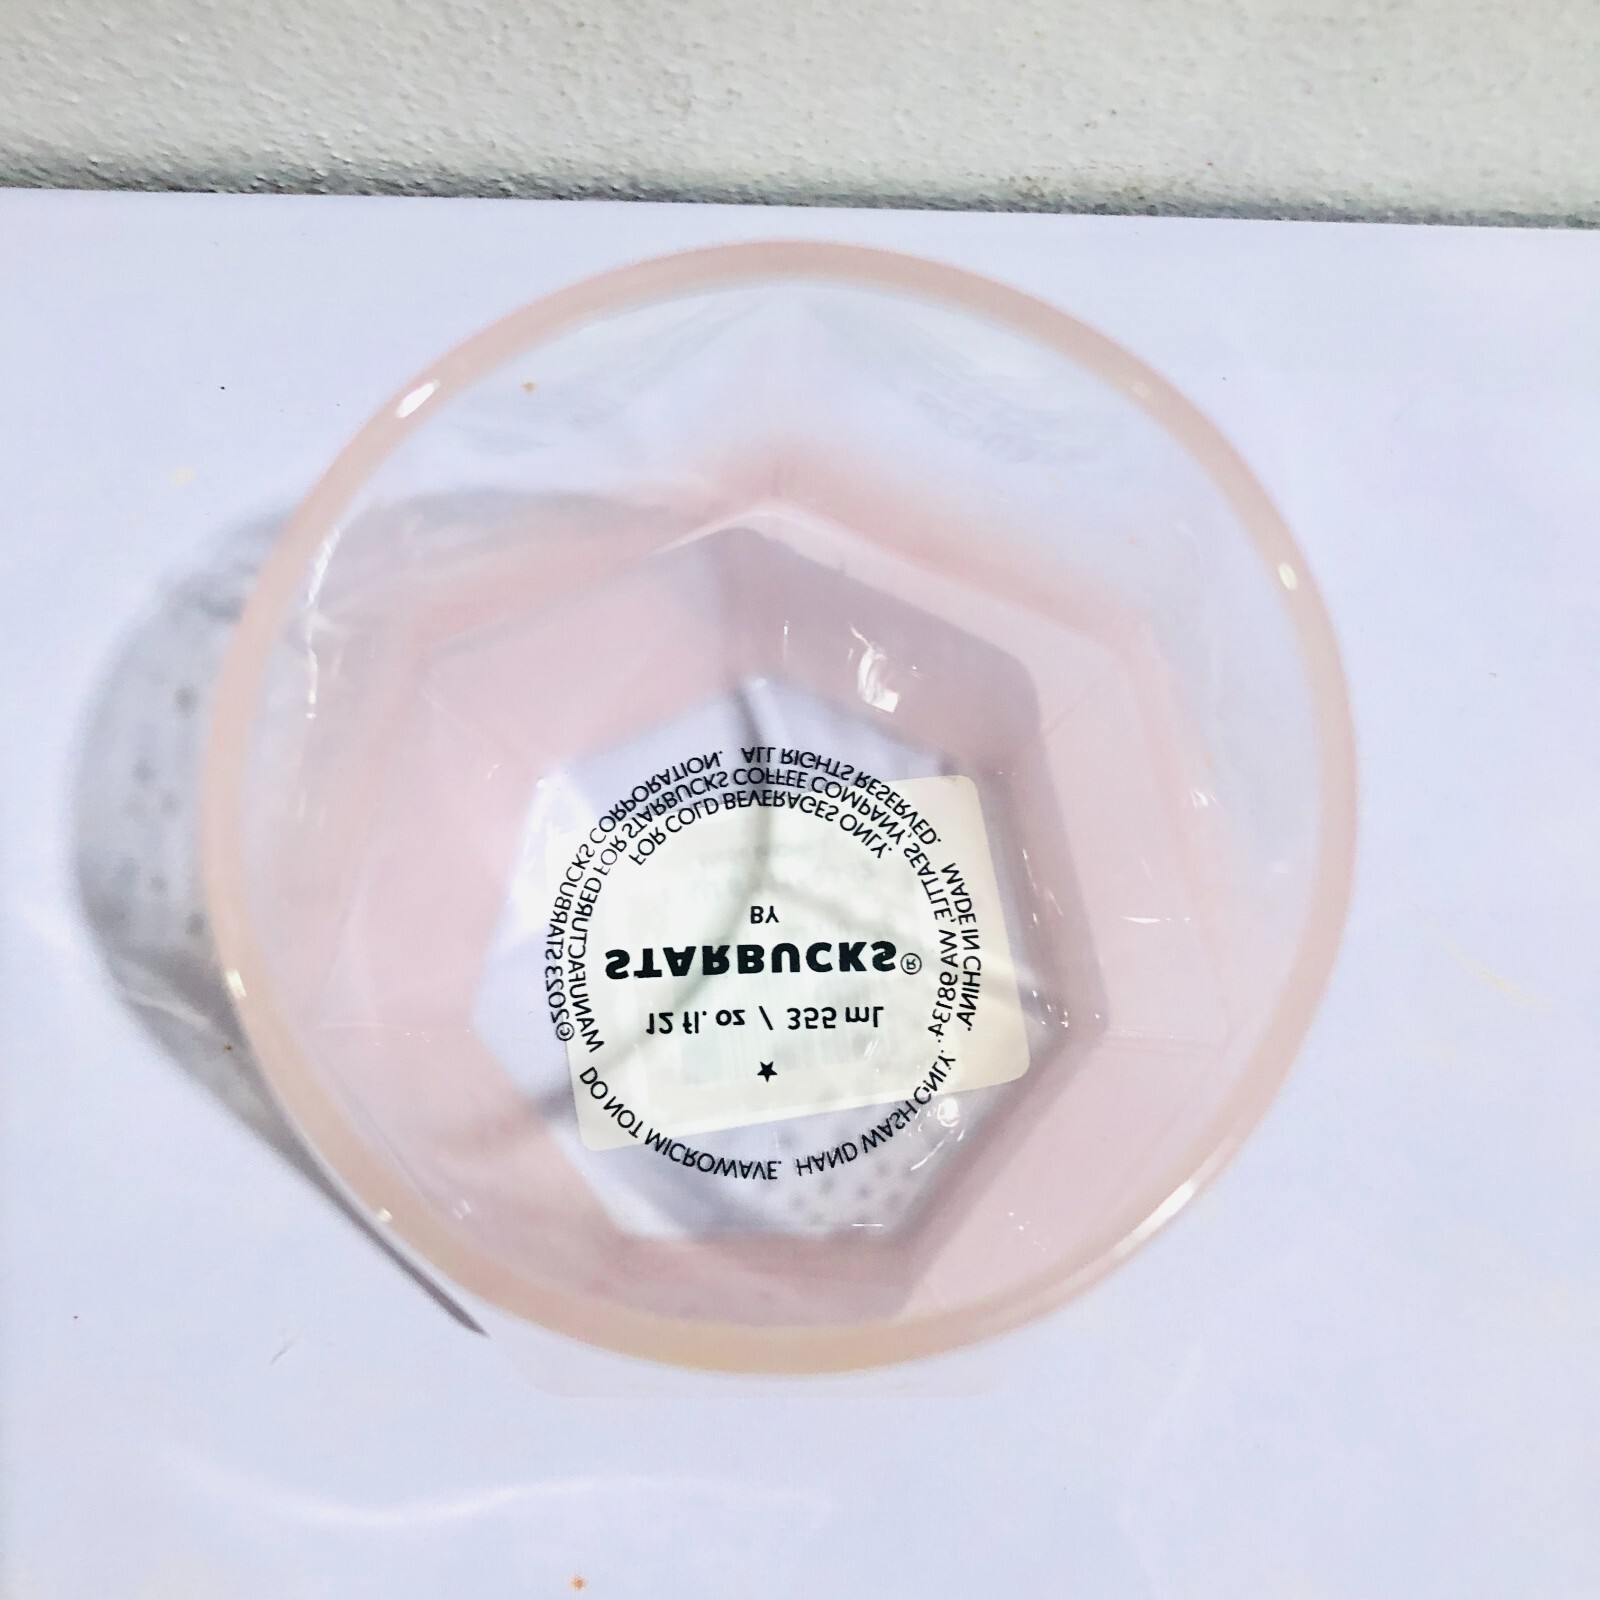 ©2023 STARBUCKS CORPORATION. ALL RIGHTS RESERVED. MADE IN CHINA.
MANUFACTURED FOR STARBUCKS COFFEE COMPANY, SEATTLE, WA 98134.
FOR COLD BEVERAGES ONLY.
BY
STARBUCKS®
12 fl. oz / 355 mL
DO NOT MICROWAVE. HAND WASH ONLY.